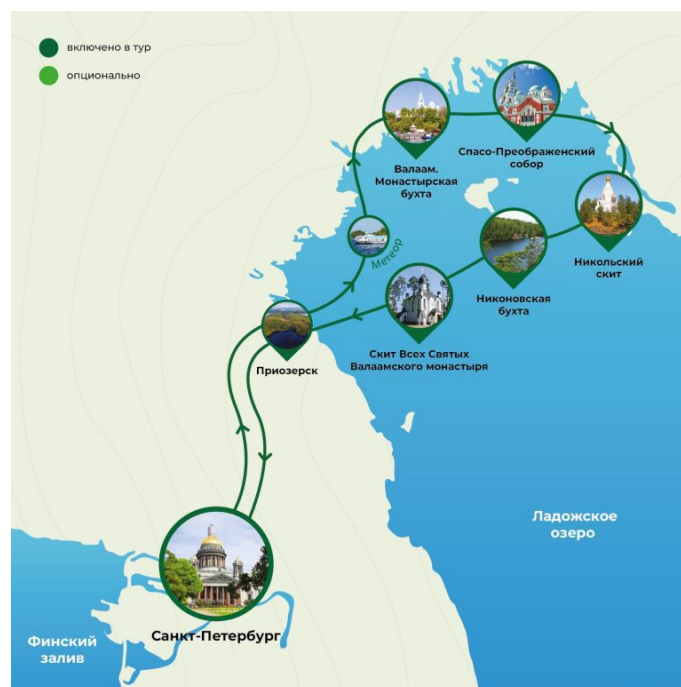 включено в тур
опционально
Валаам.
Монастырская
бухта
Спасо-Преображенский
собор
Метеор
Никольский
скит
Никоновская
бухта
Скит Всех Святых
Валаамского монастыря
Приозерск
Ладожское
озеро
Санкт-Петербург
Финский
залив